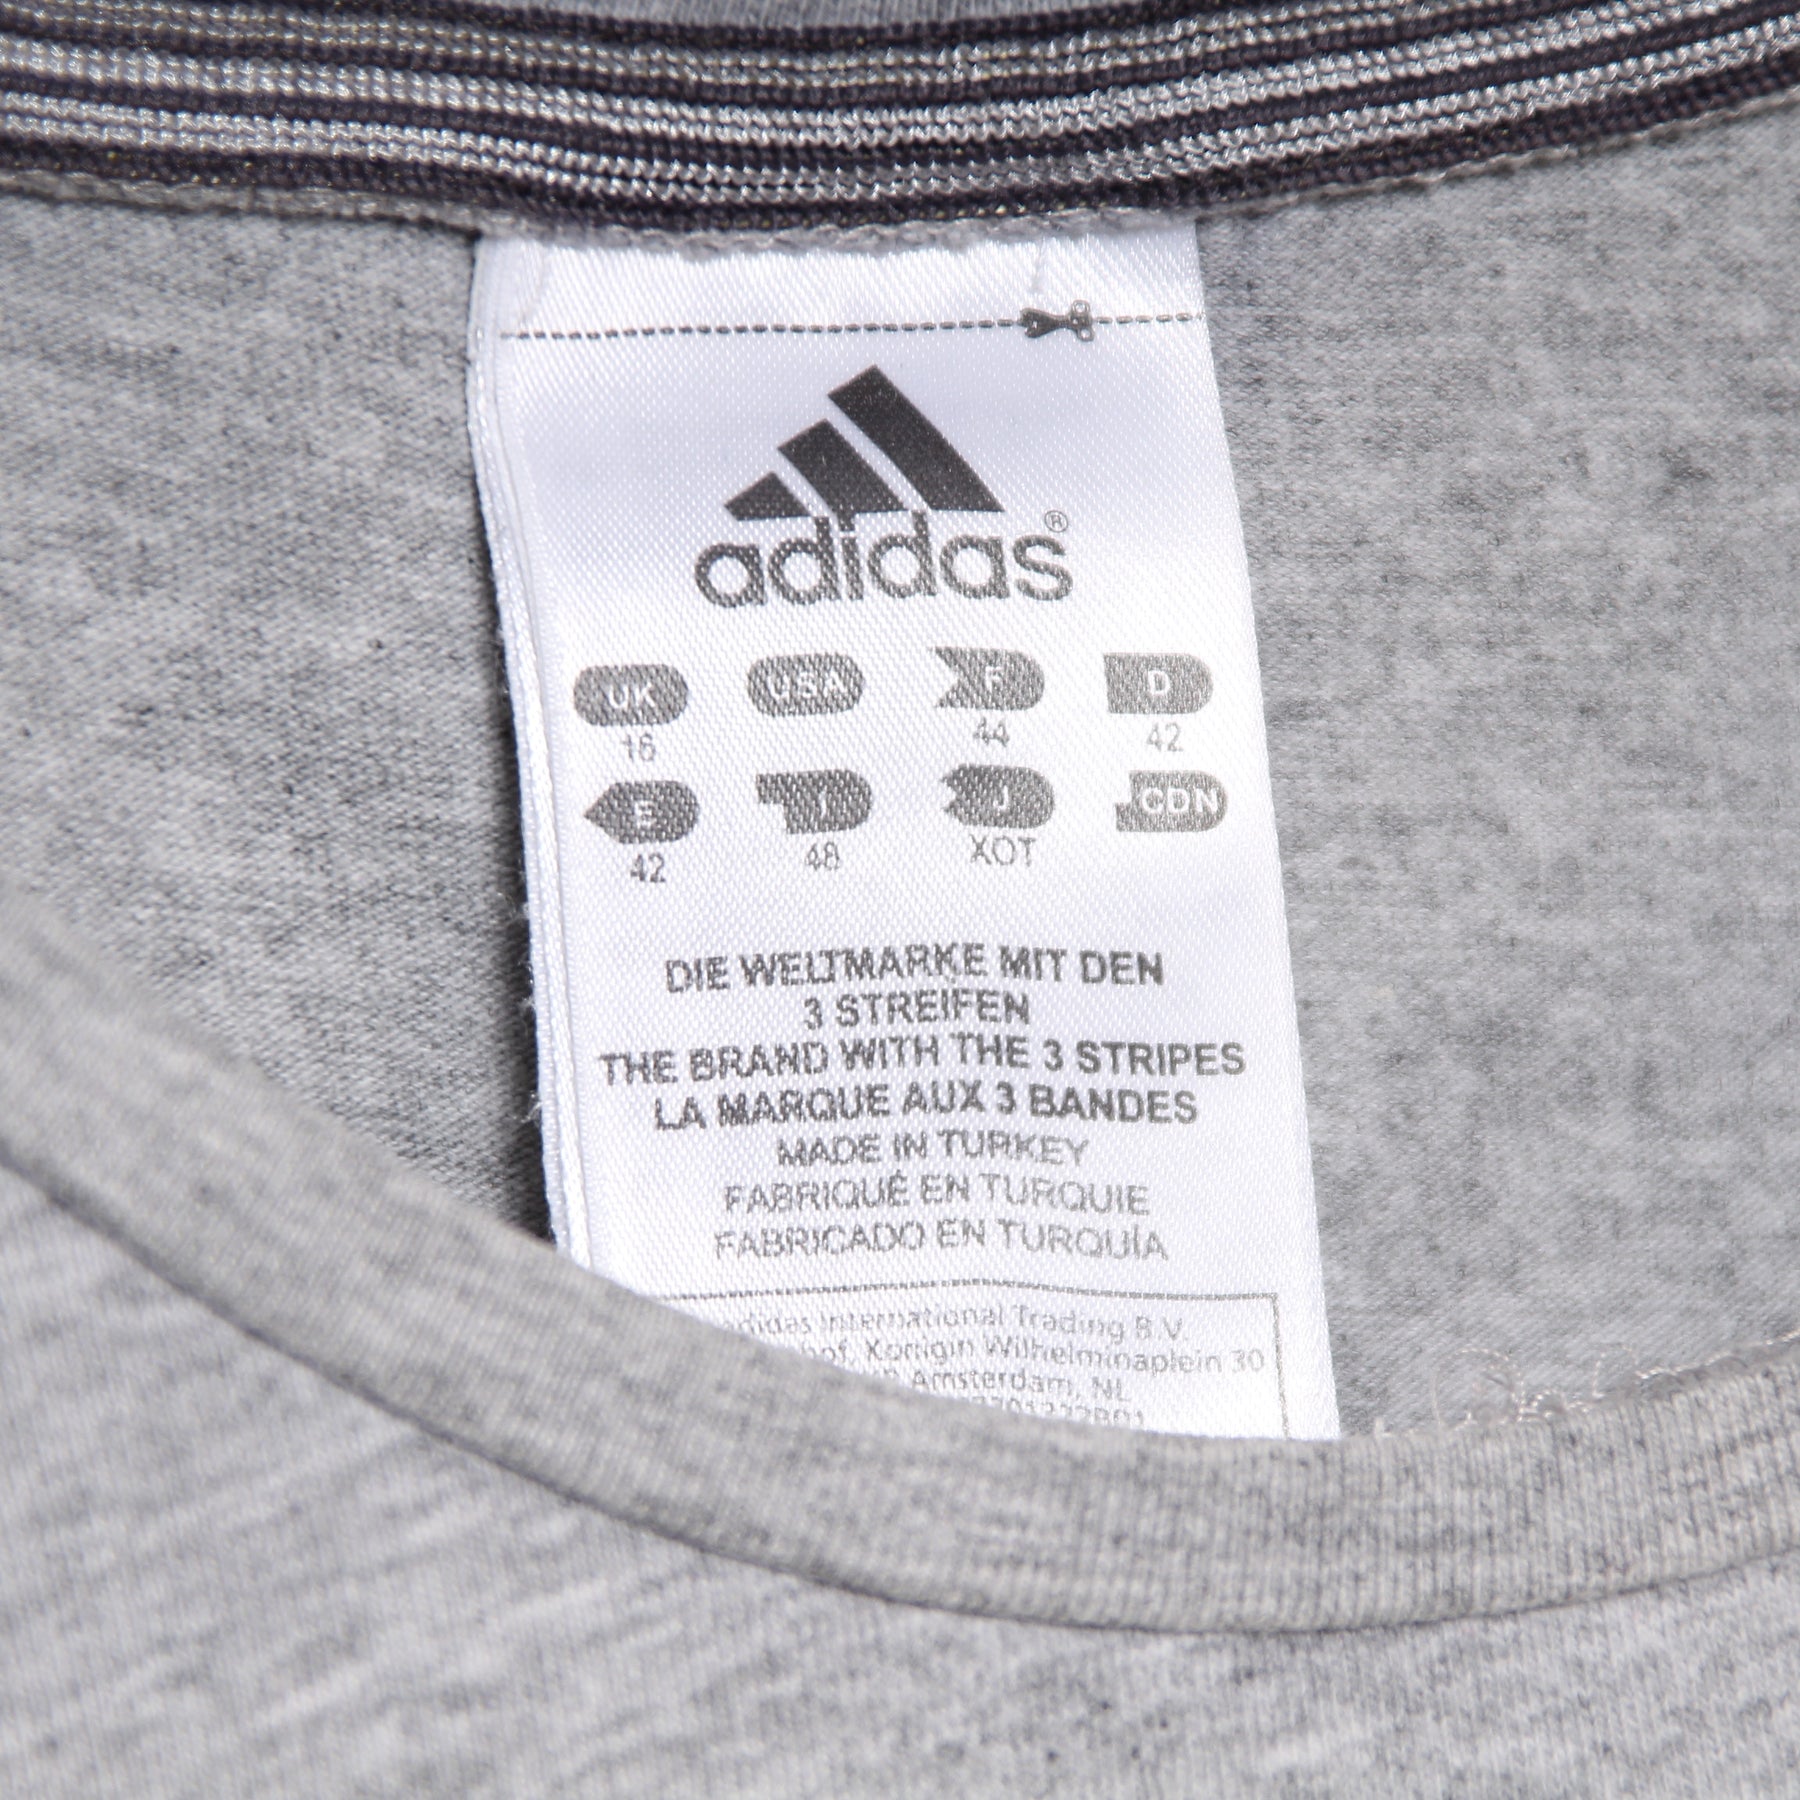 adidas®
UK USA F D
16 44 42
E I J CDN
42 48 XOT
DIE WELTMARKE MIT DEN
3 STREIFEN
THE BRAND WITH THE 3 STRIPES
LA MARQUE AUX 3 BANDES
MADE IN TURKEY
FABRIQUÉ EN TURQUIE
FABRICADO EN TURQUÍA
adidas International Trading B.V.
Konigin Wilhelminaplein 30
Amsterdam, NL